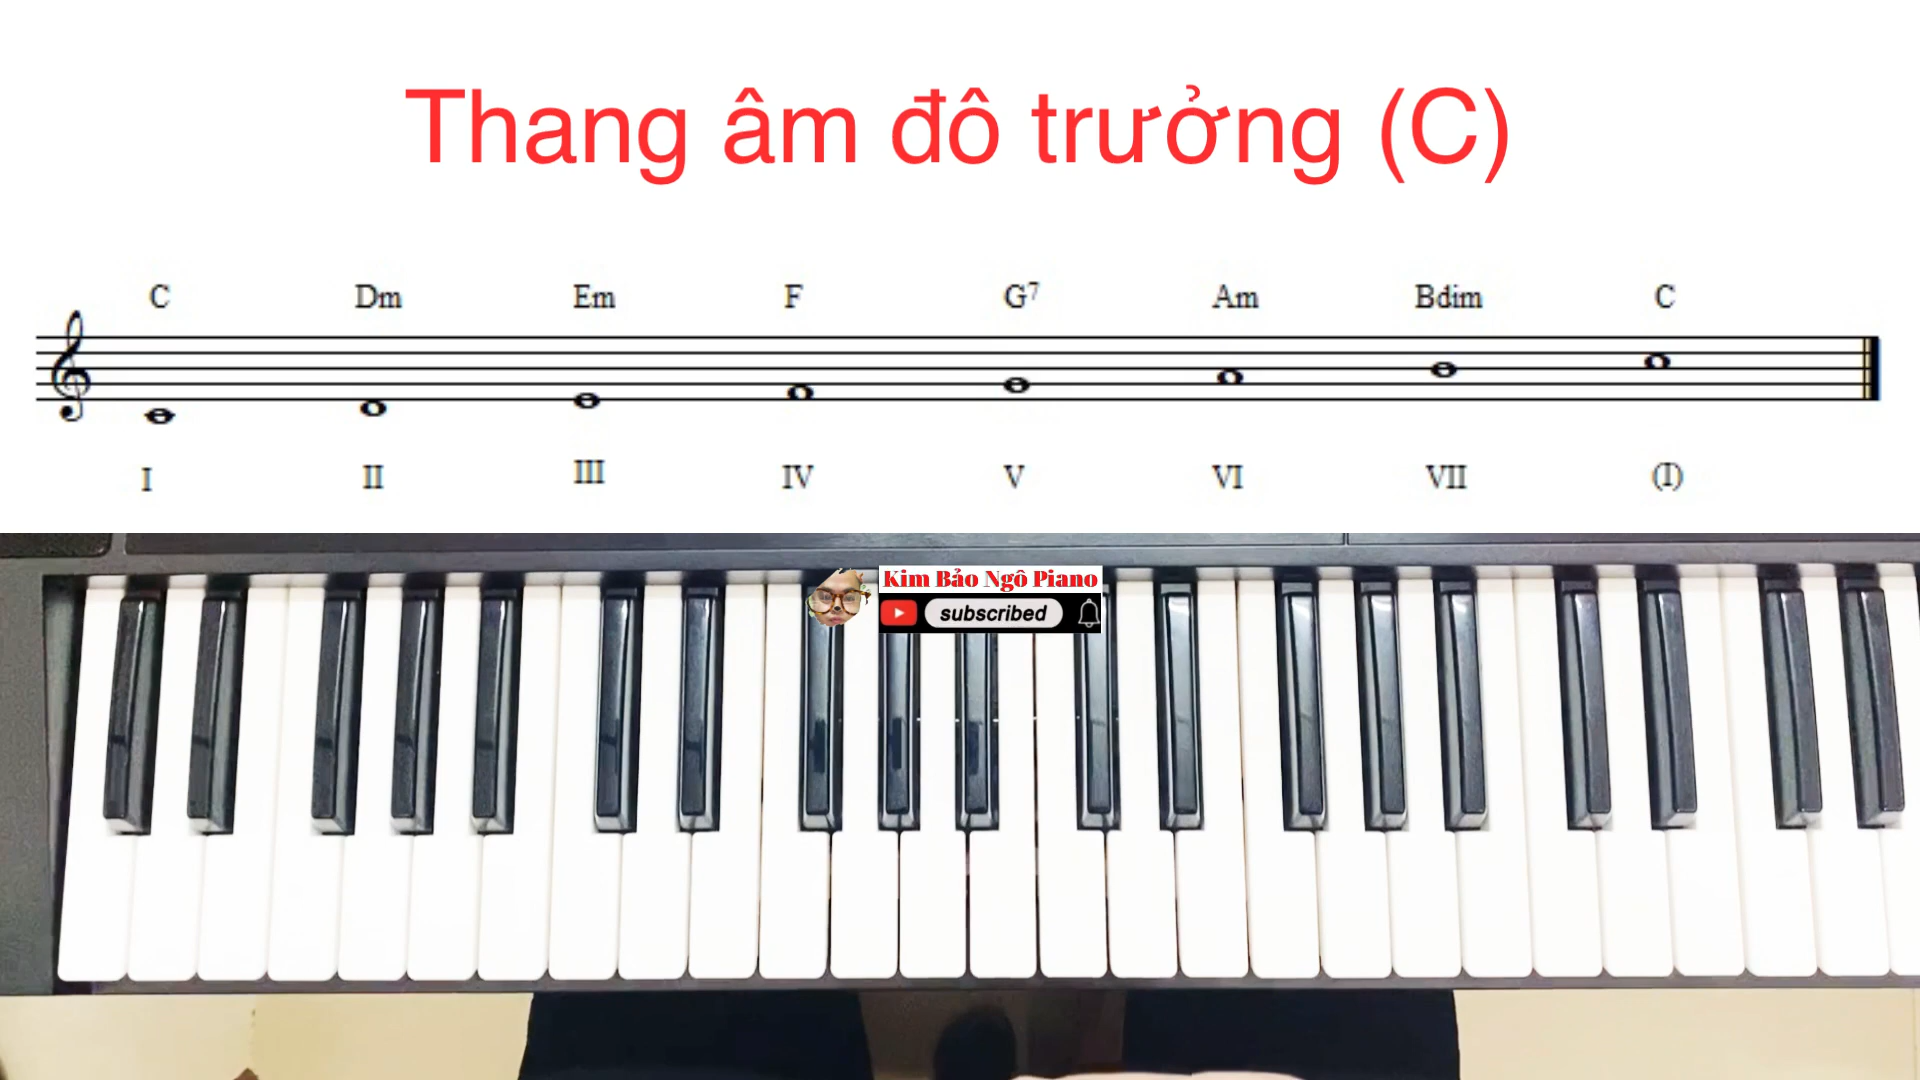 Thang âm đô trưởng (C)
C Dm Em F G7 Am Bdim C
I II III IV V VI VII (I)
Kim Bảo Ngô Piano
subscribed